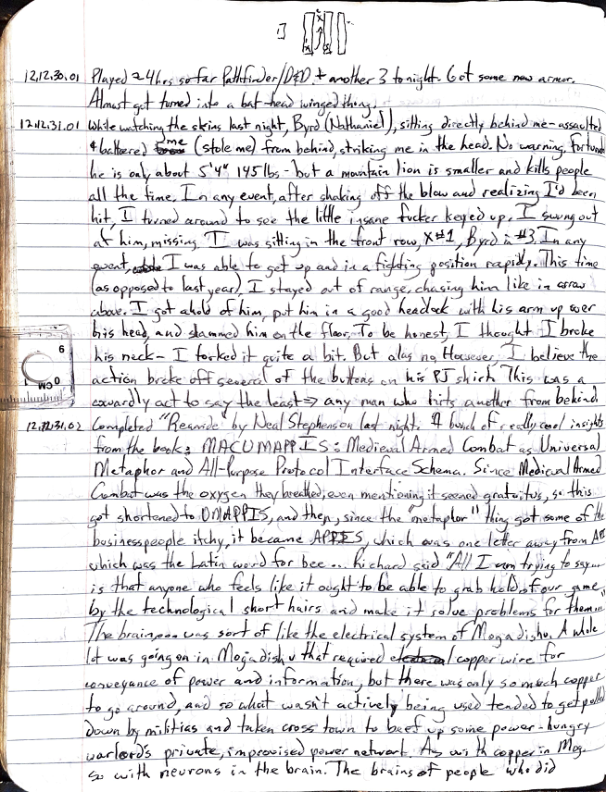 12.12.30.01 Played ~4hrs so far Pathfinder/D&D + another 3 tonight. Got some new armor.
Almost got turned into a bat-head winged thing.
12.12.31.01 While watching the skins last night, Byrd (Nathaniel), sitting directly behind me - assaulted
& battered me (stole me) from behind, striking me in the head. No warning.
he is only about 5'4" 145 lbs - but a mountain lion is smaller and kills people
all the time. In any event, after shaking off the blow and realizing I'd been
hit, I turned around to see the little insane fucker keyed up. I swung out
at him, missing. I was sitting in the front row, X#1, Byrd in #3. In any
event, I was able to get up and in a fighting position rapidly. This time
(as opposed to last year) I stayed out of range, chasing him like in arrow
above. I got ahold of him, put him in a good headlock with his arm up over
his head, and slammed him on the floor. To be honest, I thought I broke
his neck - I torked it quite a bit. But alas no. However, I believe the
action broke off several of the buttons on his PJ shirt. This was a
cowardly act to say the least => any man who hits another from behind.
12.12.31.02 Completed "Reamde" by Neal Stephenson last night. A bunch of really cool insights
from the book: MACUMAPPIS: Medieval Armed Combat as Universal
Metaphor and All-Purpose Protocol Interface Schema. Since Medieval Armed
Combat was the oxygen they breathed, even mentioning it seemed gratuitous, so this
got shortened to UMAPPIS, and then, since the "metaphor" thing got some of the
businesspeople itchy, it became APPIS, which was one letter away from
which was the Latin word for bee... Richard said "All I am trying to say...
is that anyone who feels like it ought to be able to grab hold of our game
by the technological short hairs and make it solve problems for them
The brain was sort of like the electrical system of Mogadishu. A whole
lot was going on in Mogadishu that required copper wire for
conveyance of power and information, but there was only so much copper
to go around, and so what wasn't actively being used tended to get pulled
down by militias and taken cross town to beef up some power-hungry
warlord's private, improvised power network. As with copper in Mog-
so with neurons in the brain. The brains of people who did
6
0
CM